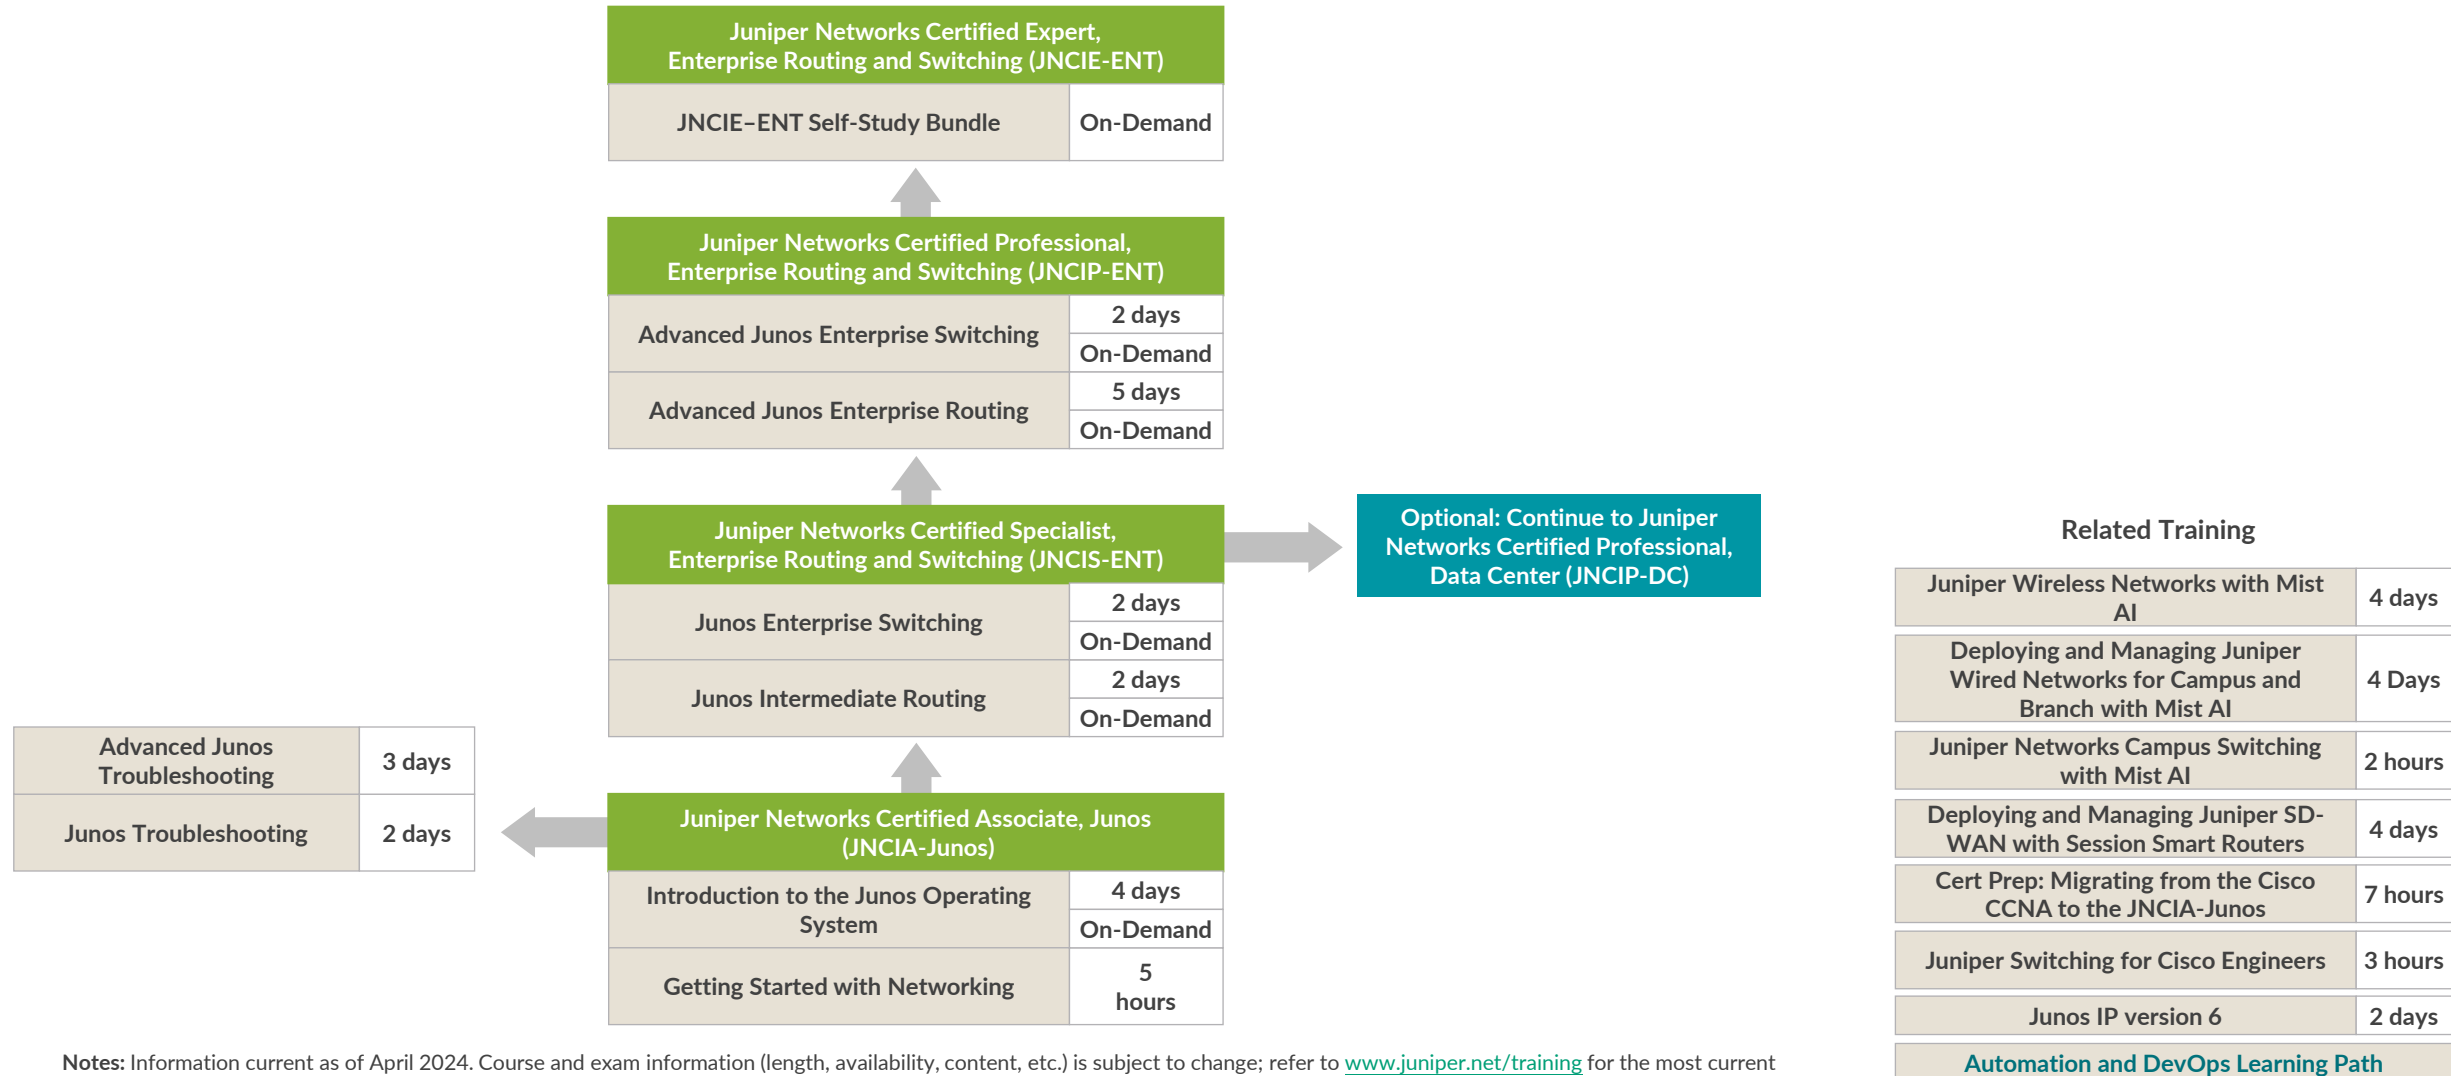 Juniper Networks Certified Expert,
Enterprise Routing and Switching (JNCIE-ENT)
JNCIE–ENT Self-Study Bundle
On-Demand
Juniper Networks Certified Professional,
Enterprise Routing and Switching (JNCIP-ENT)
Advanced Junos Enterprise Switching
2 days
On-Demand
Advanced Junos Enterprise Routing
5 days
On-Demand
Juniper Networks Certified Specialist,
Enterprise Routing and Switching (JNCIS-ENT)
Junos Enterprise Switching
2 days
On-Demand
Junos Intermediate Routing
2 days
On-Demand
Optional: Continue to Juniper
Networks Certified Professional,
Data Center (JNCIP-DC)
Advanced Junos
Troubleshooting
3 days
Junos Troubleshooting
2 days
Juniper Networks Certified Associate, Junos
(JNCIA-Junos)
Introduction to the Junos Operating
System
4 days
On-Demand
Getting Started with Networking
5
hours
Related Training
Juniper Wireless Networks with Mist
AI
4 days
Deploying and Managing Juniper
Wired Networks for Campus and
Branch with Mist AI
4 Days
Juniper Networks Campus Switching
with Mist AI
2 hours
Deploying and Managing Juniper SD-
WAN with Session Smart Routers
4 days
Cert Prep: Migrating from the Cisco
CCNA to the JNCIA-Junos
7 hours
Juniper Switching for Cisco Engineers
3 hours
Junos IP version 6
2 days
Automation and DevOps Learning Path
Notes: Information current as of April 2024. Course and exam information (length, availability, content, etc.) is subject to change; refer to www.juniper.net/training for the most current